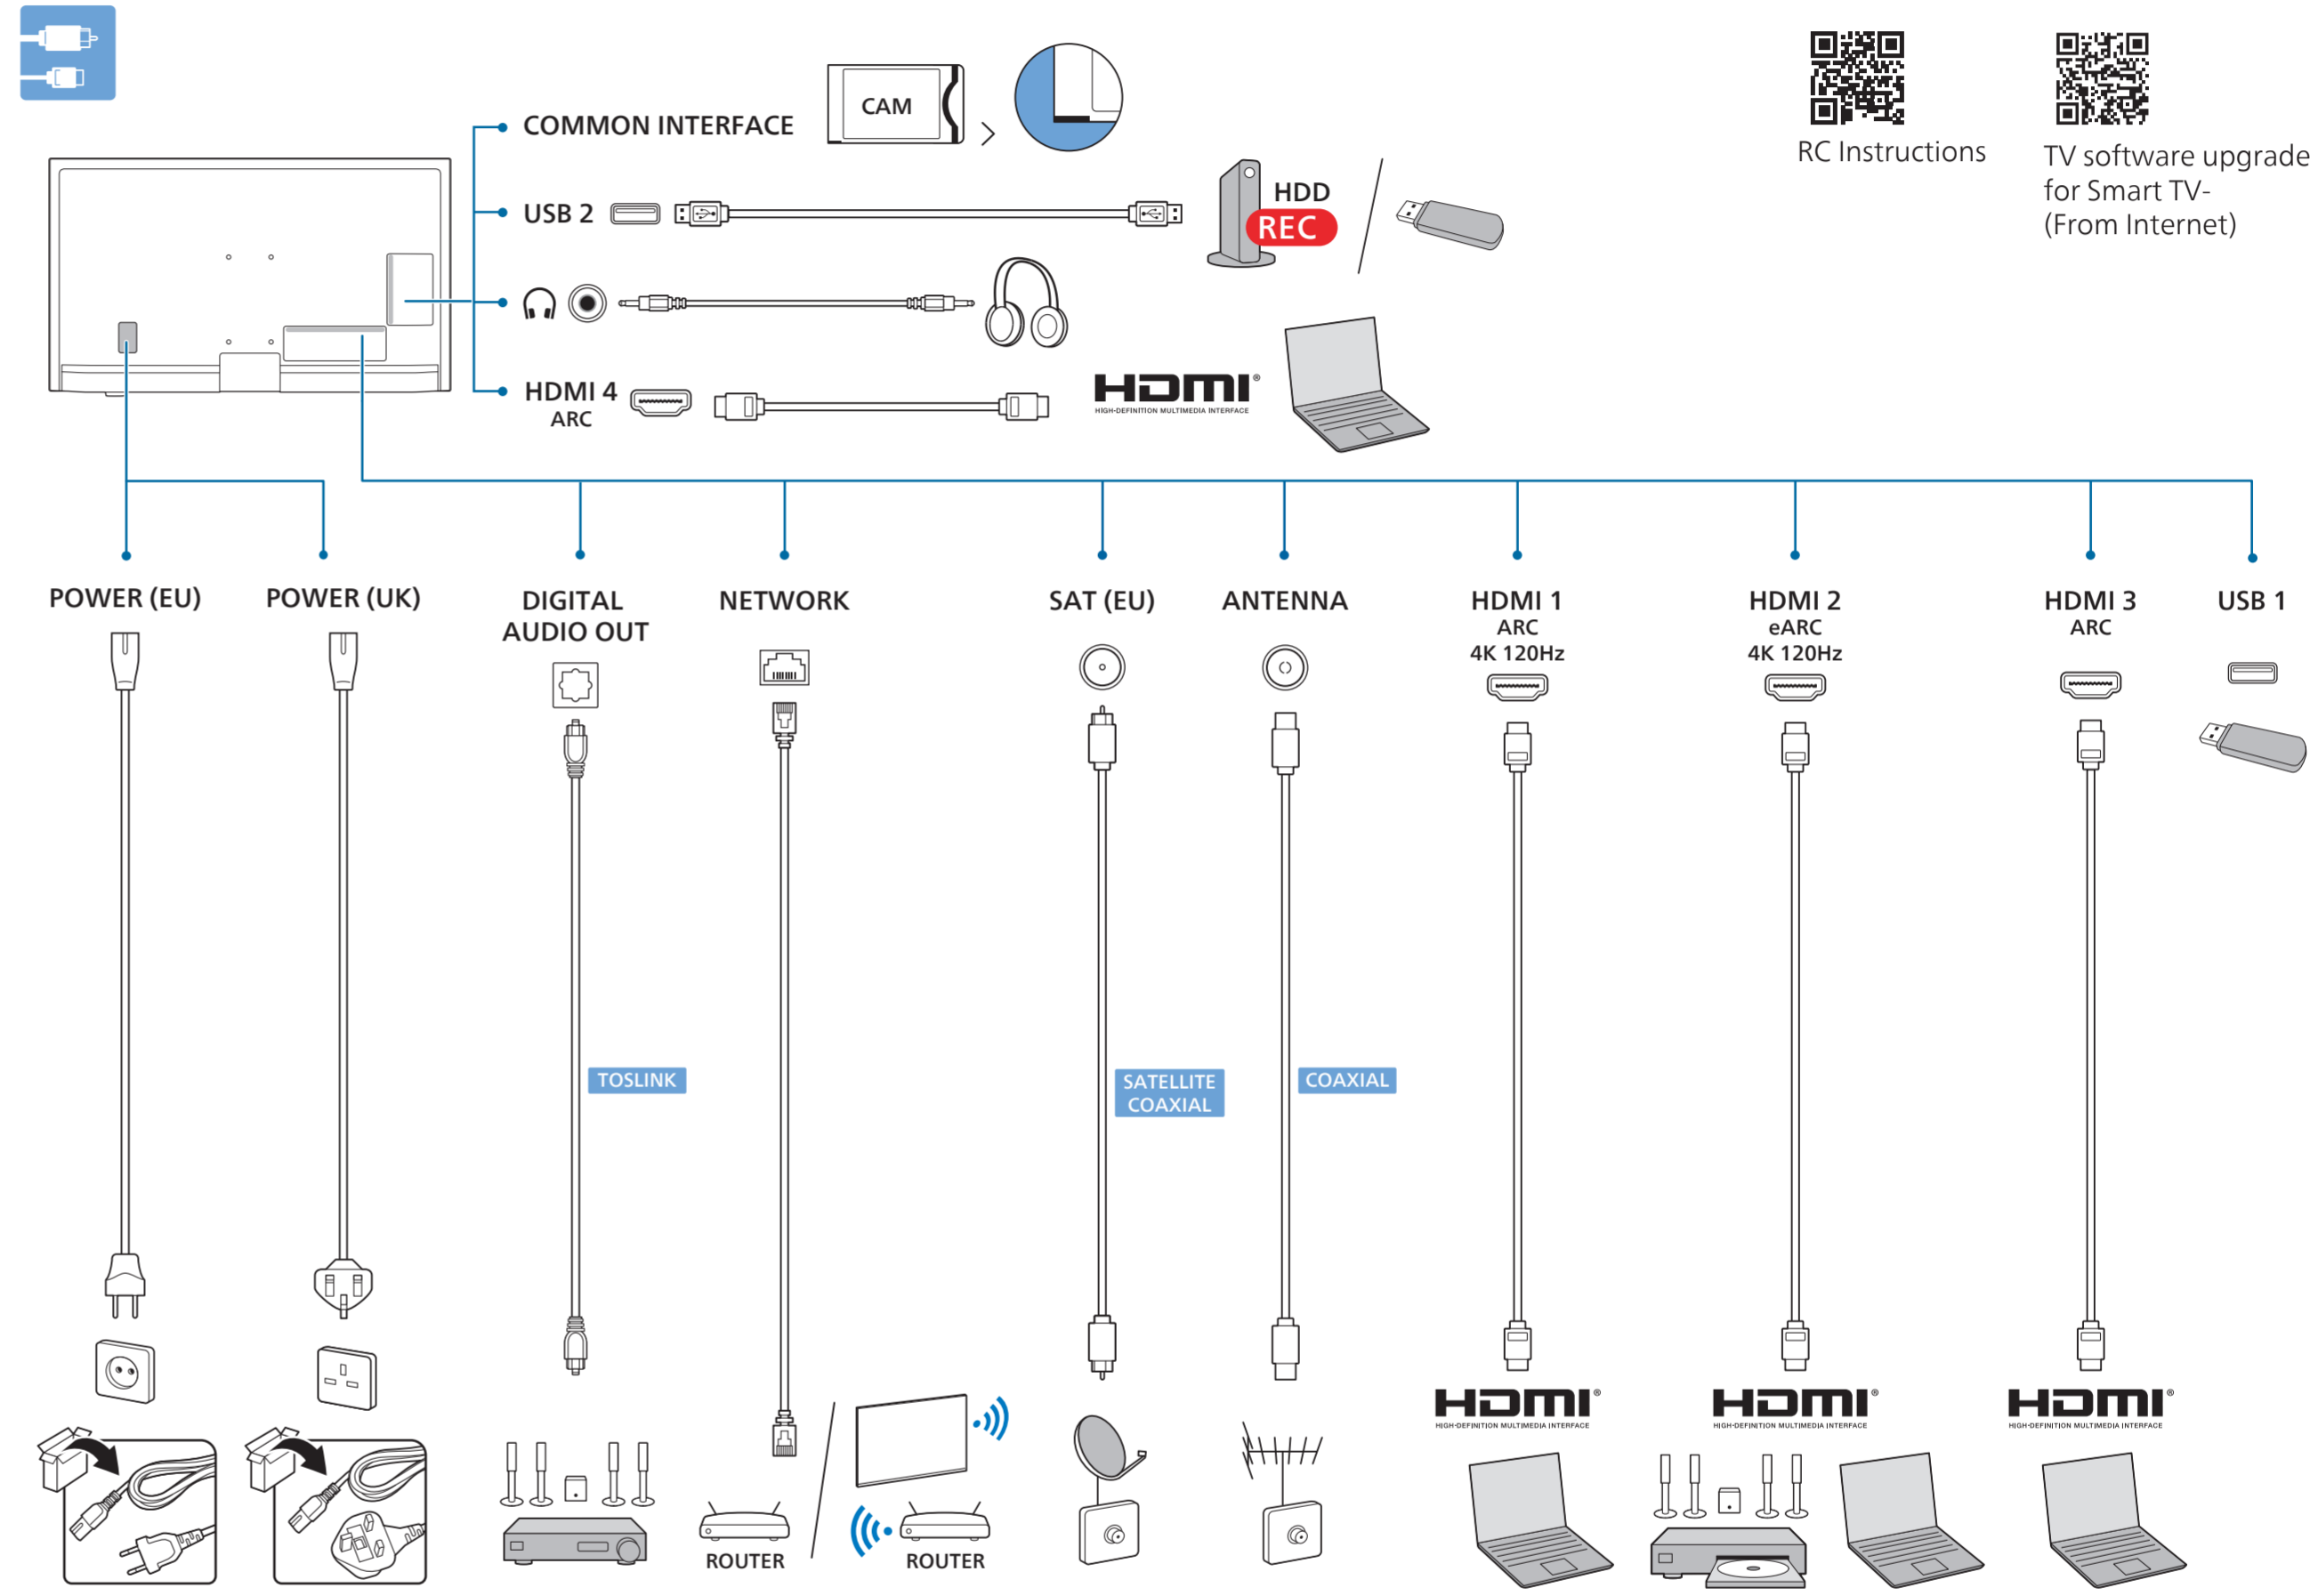 CAM
COMMON INTERFACE
RC Instructions
TV software upgrade
for Smart TV-
(From Internet)
USB 2
HDD
REC
HDMI 4
ARC
HDMI®
HIGH-DEFINITION MULTIMEDIA INTERFACE
POWER (EU)
POWER (UK)
DIGITAL
AUDIO OUT
NETWORK
SAT (EU)
ANTENNA
HDMI 1
ARC
4K 120Hz
HDMI 2
eARC
4K 120Hz
HDMI 3
ARC
USB 1
TOSLINK
SATELLITE
COAXIAL
COAXIAL
HDMI®
HIGH-DEFINITION MULTIMEDIA INTERFACE
HDMI®
HIGH-DEFINITION MULTIMEDIA INTERFACE
HDMI®
HIGH-DEFINITION MULTIMEDIA INTERFACE
ROUTER
ROUTER